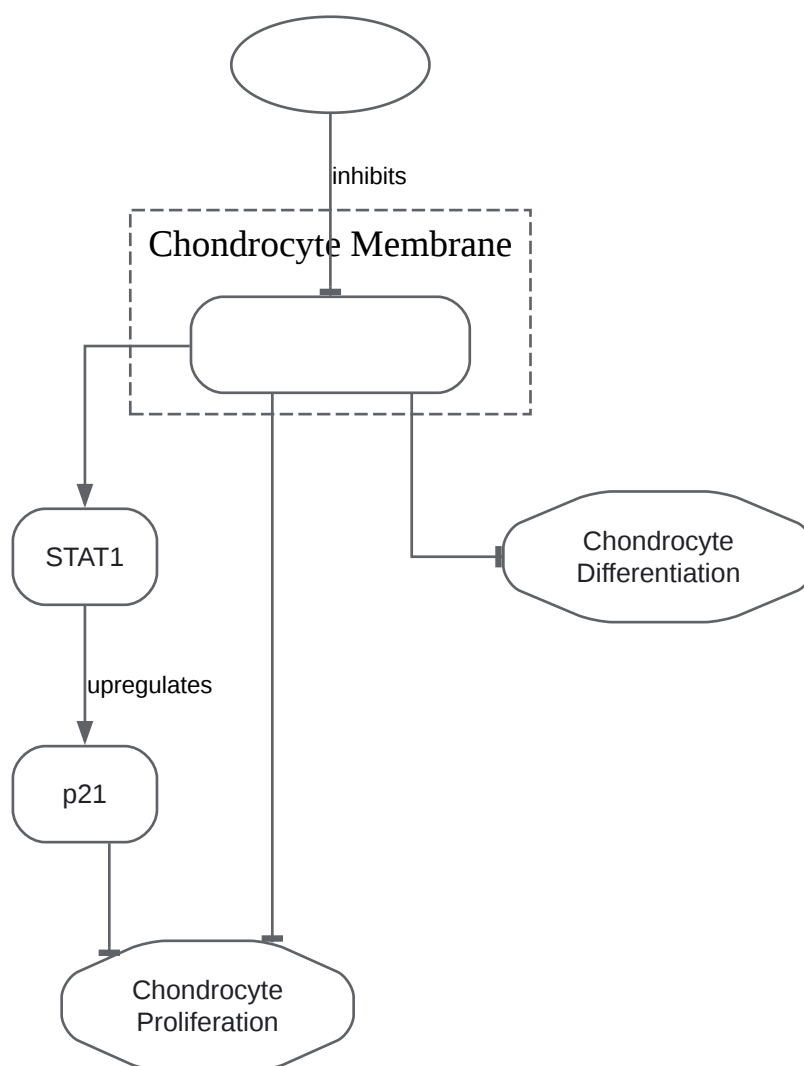 inhibits
Chondrocyte Membrane
STAT1
Chondrocyte
Differentiation
upregulates
p21
Chondrocyte
Proliferation